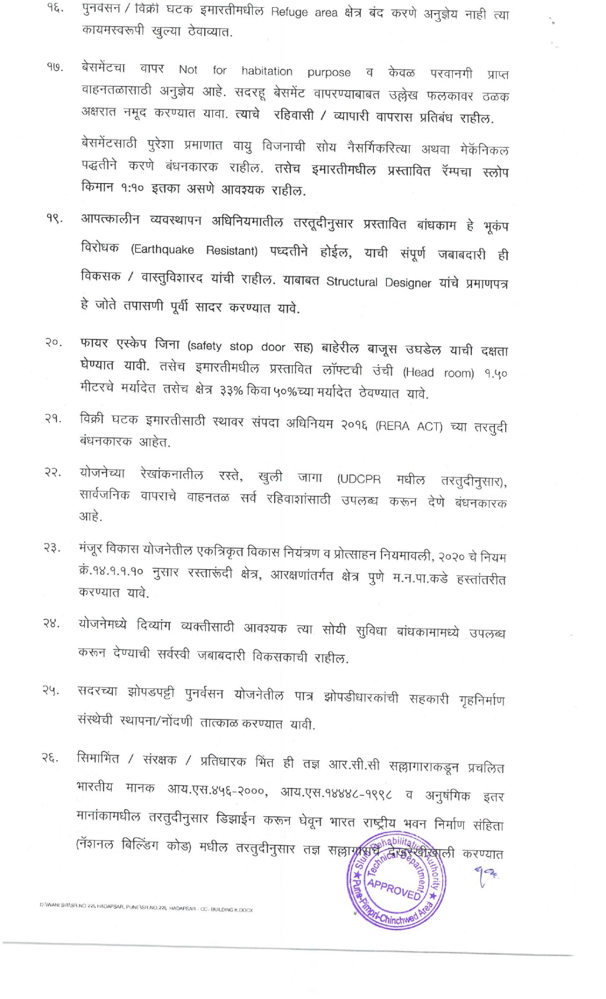 १६. पुनर्वसन / विक्री घटक इमारतीमधील Refuge area क्षेत्र बंद करणे अनुज्ञेय नाही त्या
कायमस्वरूपी खुल्या ठेवाव्यात.
१७. बेसमेंटचा वापर Not for habitation purpose व केवळ परवानगी प्राप्त
वाहनतळासाठी अनुज्ञेय आहे. सदरहू बेसमेंट वापरण्याबाबत उल्लेख फलकावर ठळक
अक्षरात नमूद करण्यात यावा. त्याचे रहिवासी / व्यापारी वापरास प्रतिबंध राहील.
बेसमेंटसाठी पुरेशा प्रमाणात वायु विजनाची सोय नैसर्गिकरित्या अथवा मेकॅनिकल
पद्धतीने करणे बंधनकारक राहील. तसेच इमारतीमधील प्रस्तावित रॅम्पचा स्लोप
किमान १:१० इतका असणे आवश्यक राहील.
१९. आपत्कालीन व्यवस्थापन अधिनियमातील तरतूदीनुसार प्रस्तावित बांधकाम हे भूकंप
विरोधक (Earthquake Resistant) पध्दतीने होईल, याची संपूर्ण जबाबदारी ही
विकसक / वास्तुविशारद यांची राहील. याबाबत Structural Designer यांचे प्रमाणपत्र
हे जोते तपासणी पूर्वी सादर करण्यात यावे.
२०. फायर एस्केप जिना (safety stop door सह) बाहेरील बाजूस उघडेल याची दक्षता
घेण्यात यावी. तसेच इमारतीमधील प्रस्तावित लॉफ्टची उंची (Head room) १.५०
मीटरचे मर्यादेत तसेच क्षेत्र ३३% किवा ५०%च्या मर्यादेत ठेवण्यात यावे.
२१. विक्री घटक इमारतीसाठी स्थावर संपदा अधिनियम २०१६ (RERA ACT) च्या तरतुदी
बंधनकारक आहेत.
२२. योजनेच्या रेखांकनातील रस्ते, खुली जागा (UDCPR मधील तरतुदीनुसार),
सार्वजनिक वापराचे वाहनतळ सर्व रहिवाशांसाठी उपलब्ध करून देणे बंधनकारक
आहे.
२३. मंजूर विकास योजनेतील एकत्रिकृत विकास नियंत्रण व प्रोत्साहन नियमावली, २०२० चे नियम
क्रं.१४.१.१.१० नुसार रस्तारूंदी क्षेत्र, आरक्षणांतर्गत क्षेत्र पुणे म.न.पा.कडे हस्तांतरीत
करण्यात यावे.
२४. योजनेमध्ये दिव्यांग व्यक्तीसाठी आवश्यक त्या सोयी सुविधा बांधकामामध्ये उपलब्ध
करून देण्याची सर्वस्वी जबाबदारी विकसकाची राहील.
२५. सदरच्या झोपडपट्टी पुनर्वसन योजनेतील पात्र झोपडीधारकांची सहकारी गृहनिर्माण
संस्थेची स्थापना/नोंदणी तात्काळ करण्यात यावी.
२६. सिमाभिंत / संरक्षक / प्रतिधारक भिंत ही तज्ञ आर.सी.सी सल्लागाराकडून प्रचलित
भारतीय मानक आय.एस.४५६-२०००, आय.एस.१४४४८-१९९८ व अनुषंगिक इतर
मानांकामधील तरतुदीनुसार डिझाईन करून घेवून भारत राष्ट्रीय भवन निर्माण संहिता
(नॅशनल बिल्डिंग कोड) मधील तरतुदीनुसार तज्ञ सल्लागाराचे देखरेखीखाली करण्यात
Slum Rehabilitation Authority
★ Pune-Pimpri-Chinchwad Area ★
Technical Department
APPROVED
D:\WANI SIR\SR.NO.२२६, HADAPSAR, PUNE\SR.NO.२२६, HADAPSAR - CC- BUILDING K.DOCX
४